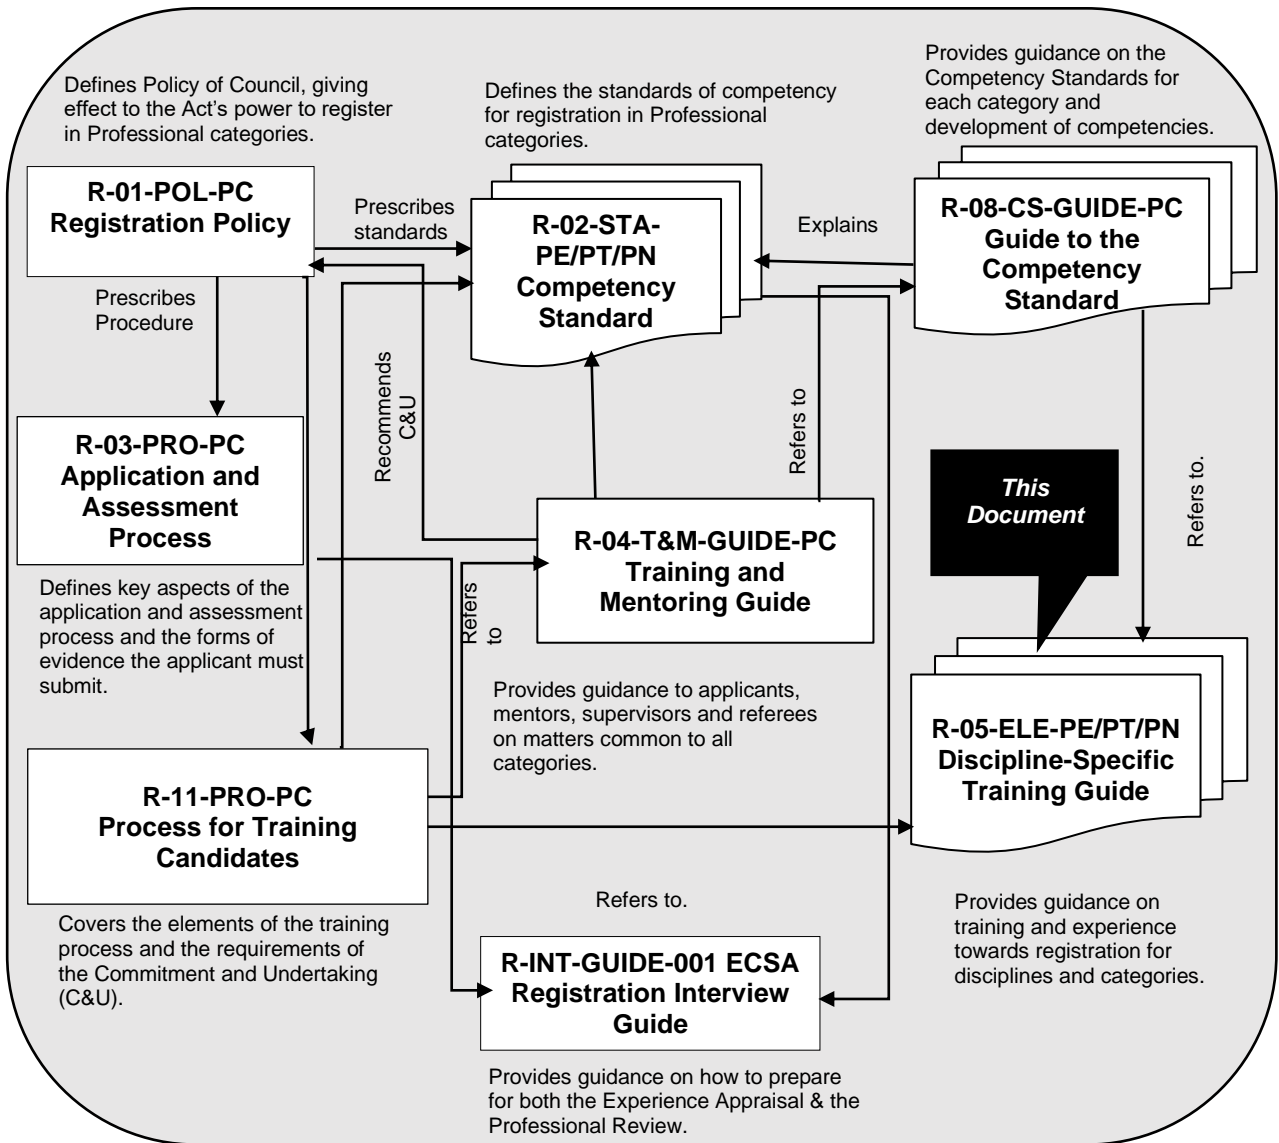 Defines Policy of Council, giving
effect to the Act's power to register
in Professional categories.
Defines the standards of competency
for registration in Professional
categories.
Provides guidance on the
Competency Standards for
each category and
development of competencies.
R-01-POL-PC
Registration Policy
Prescribes
standards
R-02-STA-
PE/PT/PN
Competency
Standard
Explains
R-08-CS-GUIDE-PC
Guide to the
Competency
Standard
Prescribes
Procedure
Recommends
C&U
Refers to
Refers to.
R-03-PRO-PC
Application and
Assessment
Process
This
Document
R-04-T&M-GUIDE-PC
Training and
Mentoring Guide
Defines key aspects of the
application and assessment
process and the forms of
evidence the applicant must
submit.
Refers
to
Provides guidance to applicants,
mentors, supervisors and referees
on matters common to all
categories.
R-05-ELE-PE/PT/PN
Discipline-Specific
Training Guide
R-11-PRO-PC
Process for Training
Candidates
Refers to.
Covers the elements of the training
process and the requirements of
the Commitment and Undertaking
(C&U).
R-INT-GUIDE-001 ECSA
Registration Interview
Guide
Provides guidance on
training and experience
towards registration for
disciplines and categories.
Provides guidance on how to prepare
for both the Experience Appraisal & the
Professional Review.